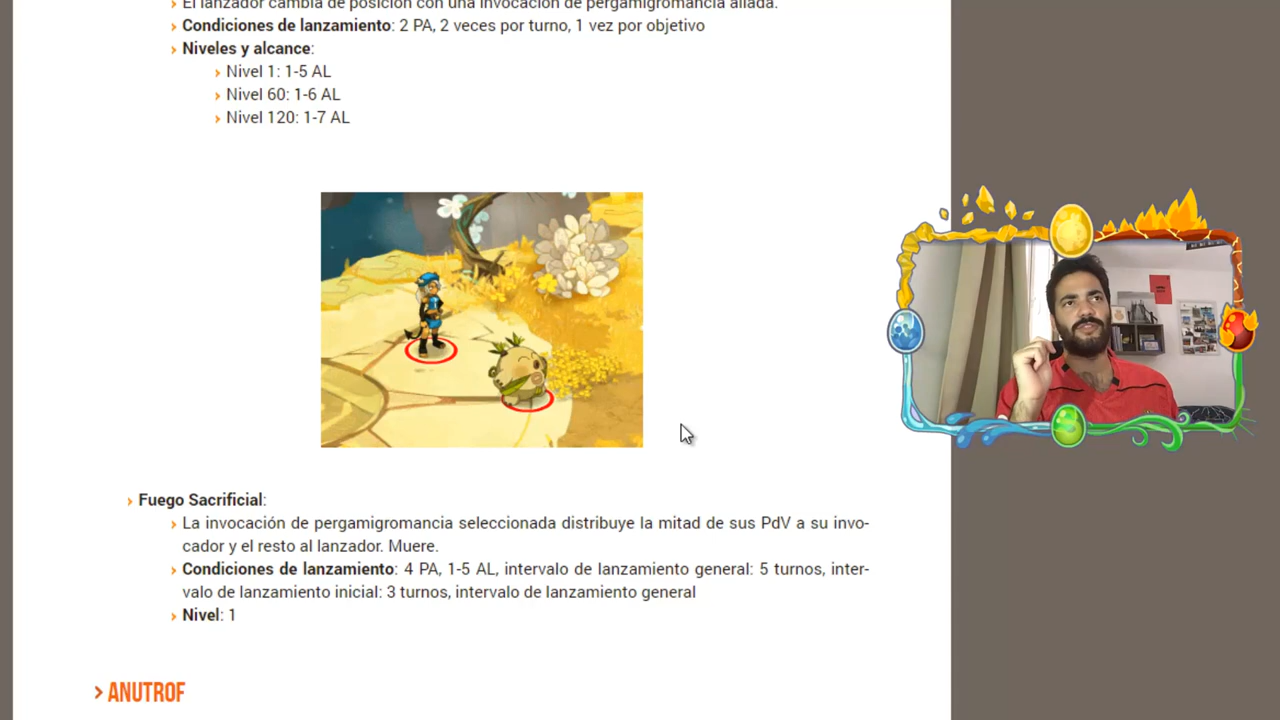 El lanzador cambia de posición con una invocación de pergamigromancia aliada.
› Condiciones de lanzamiento: 2 PA, 2 veces por turno, 1 vez por objetivo
› Niveles y alcance:
› Nivel 1: 1-5 AL
› Nivel 60: 1-6 AL
› Nivel 120: 1-7 AL
› Fuego Sacrificial:
› La invocación de pergamigromancia seleccionada distribuye la mitad de sus PdV a su invo-
cador y el resto al lanzador. Muere.
› Condiciones de lanzamiento: 4 PA, 1-5 AL, intervalo de lanzamiento general: 5 turnos, inter-
valo de lanzamiento inicial: 3 turnos, intervalo de lanzamiento general
› Nivel: 1
› ANUTROF